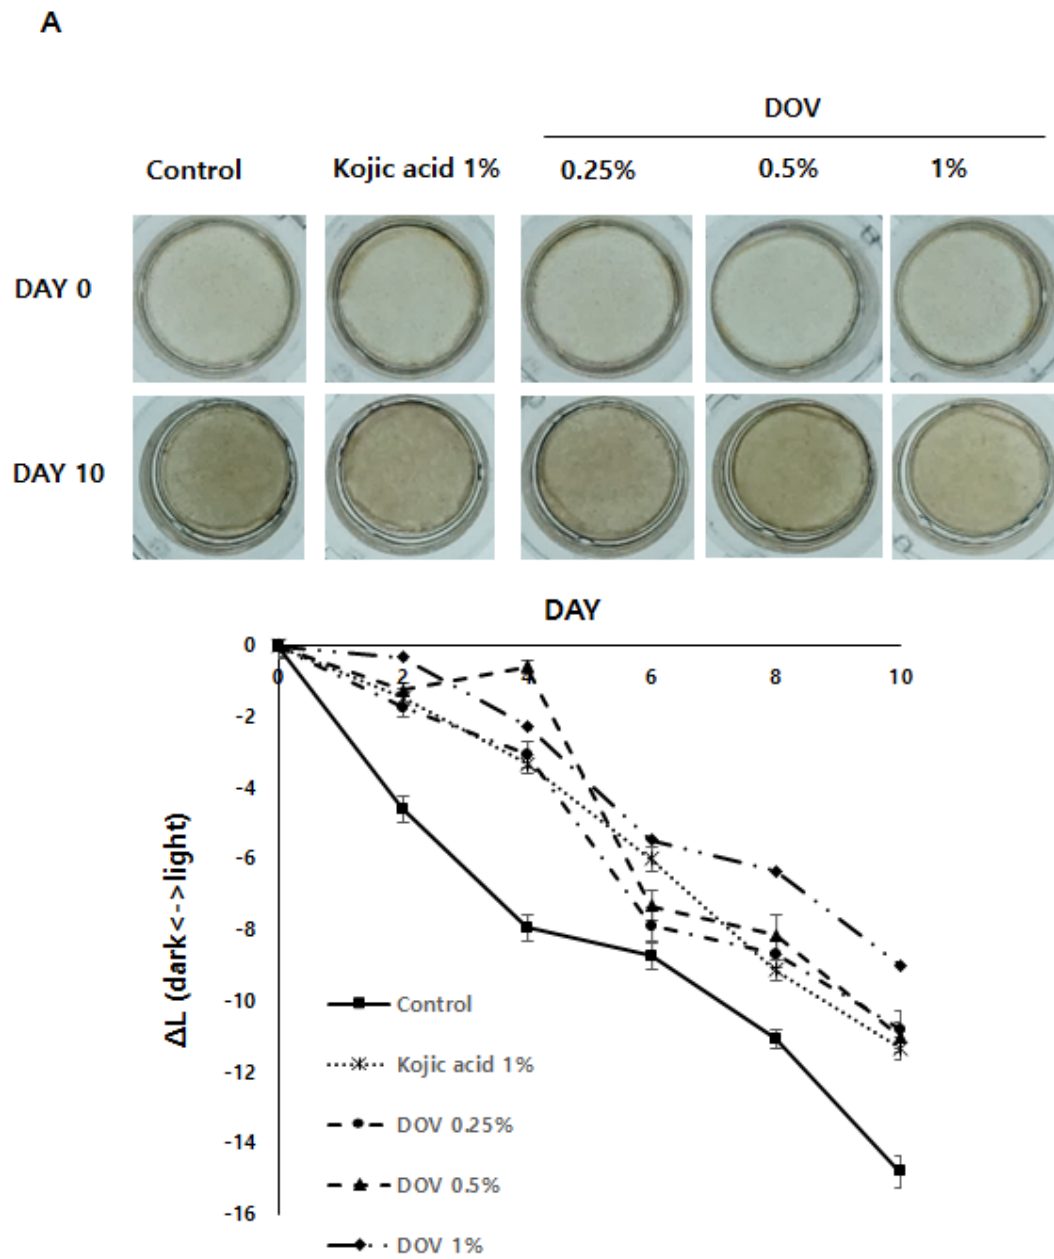 A
DOV
Control Kojic acid 1% 0.25% 0.5% 1%
DAY 0
DAY 10
DAY
0
0 2 4 6 8 10
-2
-4
-6
-8
-10
-12
-14
-16
ΔL (dark<->light)
Control
Kojic acid 1%
DOV 0.25%
DOV 0.5%
DOV 1%